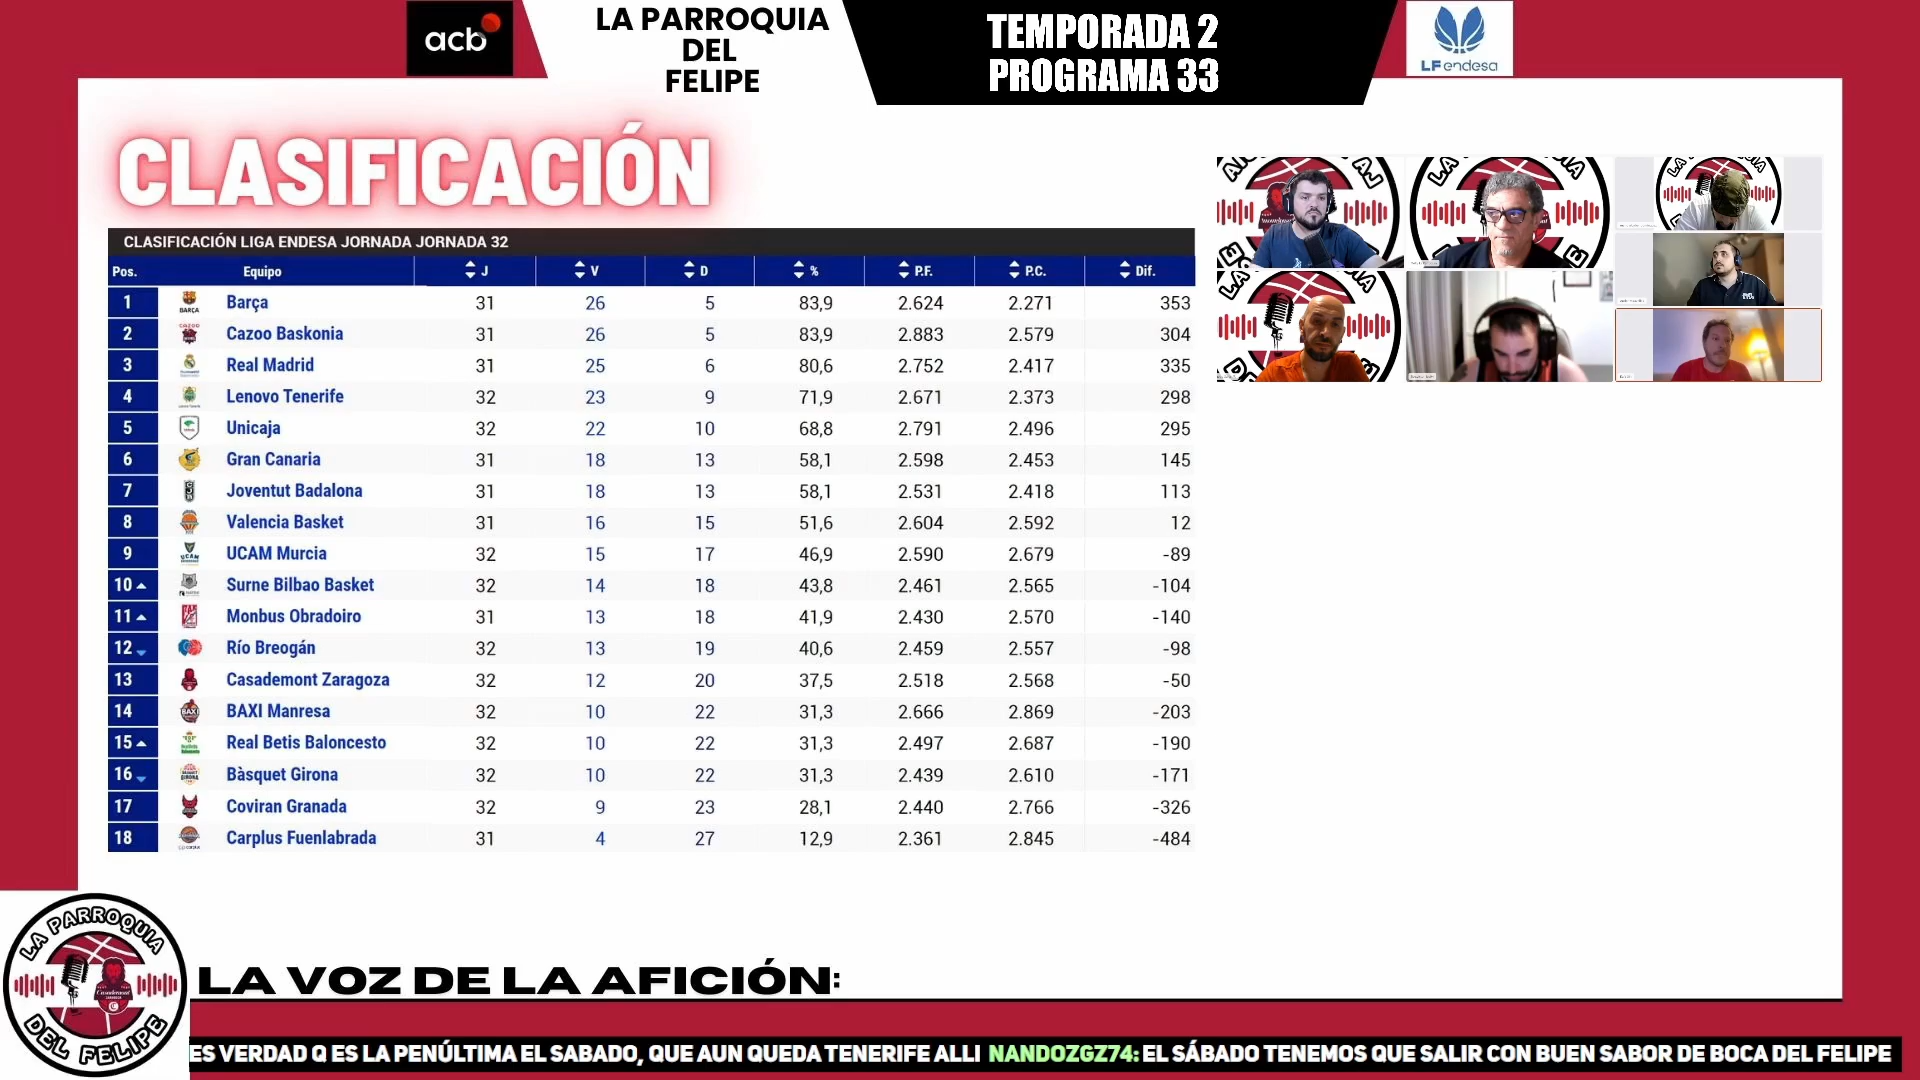 acb
LA PARROQUIA
DEL
FELIPE
TEMPORADA 2
PROGRAMA 33
LF endesa
CLASIFICACIÓN
CLASIFICACIÓN LIGA ENDESA JORNADA JORNADA 32
Pos. Equipo J V D % P.F. P.C. Dif.
1 Barça 31 26 5 83,9 2.624 2.271 353
2 Cazoo Baskonia 31 26 5 83,9 2.883 2.579 304
3 Real Madrid 31 25 6 80,6 2.752 2.417 335
4 Lenovo Tenerife 32 23 9 71,9 2.671 2.373 298
5 Unicaja 32 22 10 68,8 2.791 2.496 295
6 Gran Canaria 31 18 13 58,1 2.598 2.453 145
7 Joventut Badalona 31 18 13 58,1 2.531 2.418 113
8 Valencia Basket 31 16 15 51,6 2.604 2.592 12
9 UCAM Murcia 32 15 17 46,9 2.590 2.679 -89
10 Surne Bilbao Basket 32 14 18 43,8 2.461 2.565 -104
11 Monbus Obradoiro 31 13 18 41,9 2.430 2.570 -140
12 Río Breogán 32 13 19 40,6 2.459 2.557 -98
13 Casademont Zaragoza 32 12 20 37,5 2.518 2.568 -50
14 BAXI Manresa 32 10 22 31,3 2.666 2.869 -203
15 Real Betis Baloncesto 32 10 22 31,3 2.497 2.687 -190
16 Bàsquet Girona 32 10 22 31,3 2.439 2.610 -171
17 Coviran Granada 32 9 23 28,1 2.440 2.766 -326
18 Carplus Fuenlabrada 31 4 27 12,9 2.361 2.845 -484
LA PARROQUIA
Casademont
DEL FELIPE
LA VOZ DE LA AFICIÓN:
ES VERDAD Q ES LA PENÚLTIMA EL SABADO, QUE AUN QUEDA TENERIFE ALLI NANDOZGZ74: EL SÁBADO TENEMOS QUE SALIR CON BUEN SABOR DE BOCA DEL FELIPE